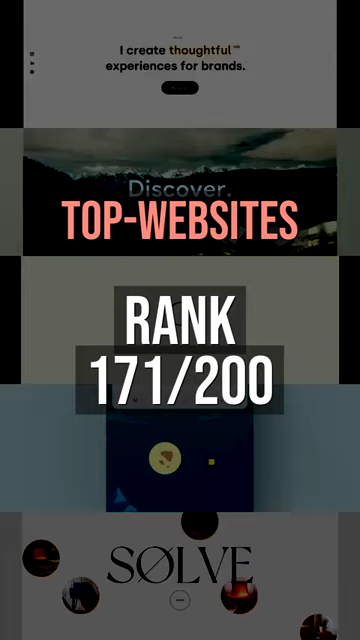 I create thoughtful
experiences for brands.
Discover.
TOP-WEBSITES
RANK
171/200
SØLVE